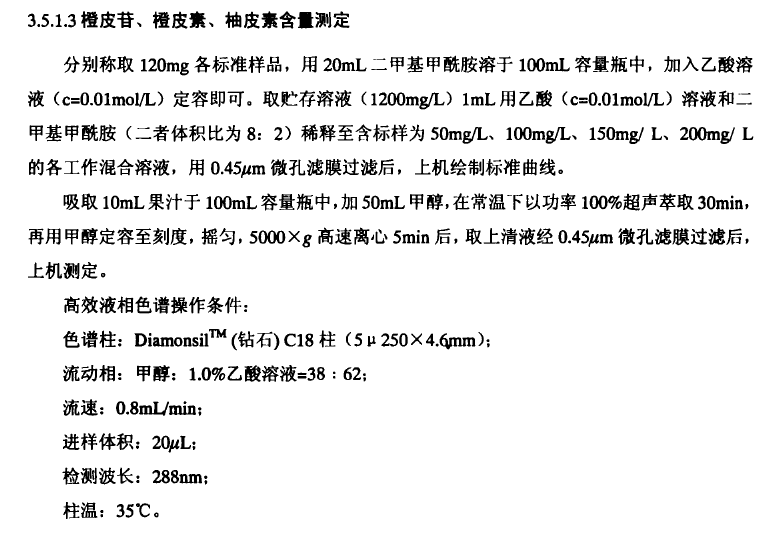 3.5.1.3橙皮苷、橙皮素、柚皮素含量测定
分别称取 120mg 各标准样品，用 20mL 二甲基甲酰胺溶于 100mL 容量瓶中，加入乙酸溶
液（c=0.01mol/L）定容即可。取贮存溶液（1200mg/L）1mL 用乙酸（c=0.01mol/L）溶液和二
甲基甲酰胺（二者体积比为 8：2）稀释至含标样为 50mg/L、100mg/L、150mg/ L、200mg/ L
的各工作混合溶液，用 0.45μm 微孔滤膜过滤后，上机绘制标准曲线。
吸取 10mL 果汁于 100mL 容量瓶中，加 50mL 甲醇，在常温下以功率 100%超声萃取 30min，
再用甲醇定容至刻度，摇匀，5000×g 高速离心 5min 后，取上清液经 0.45μm 微孔滤膜过滤后，
上机测定。
高效液相色谱操作条件：
色谱柱：Diamonsil™ (钻石) C18 柱（5μ 250×4.6mm）；
流动相：甲醇：1.0%乙酸溶液=38：62；
流速：0.8mL/min；
进样体积：20μL；
检测波长：288nm；
柱温：35℃。